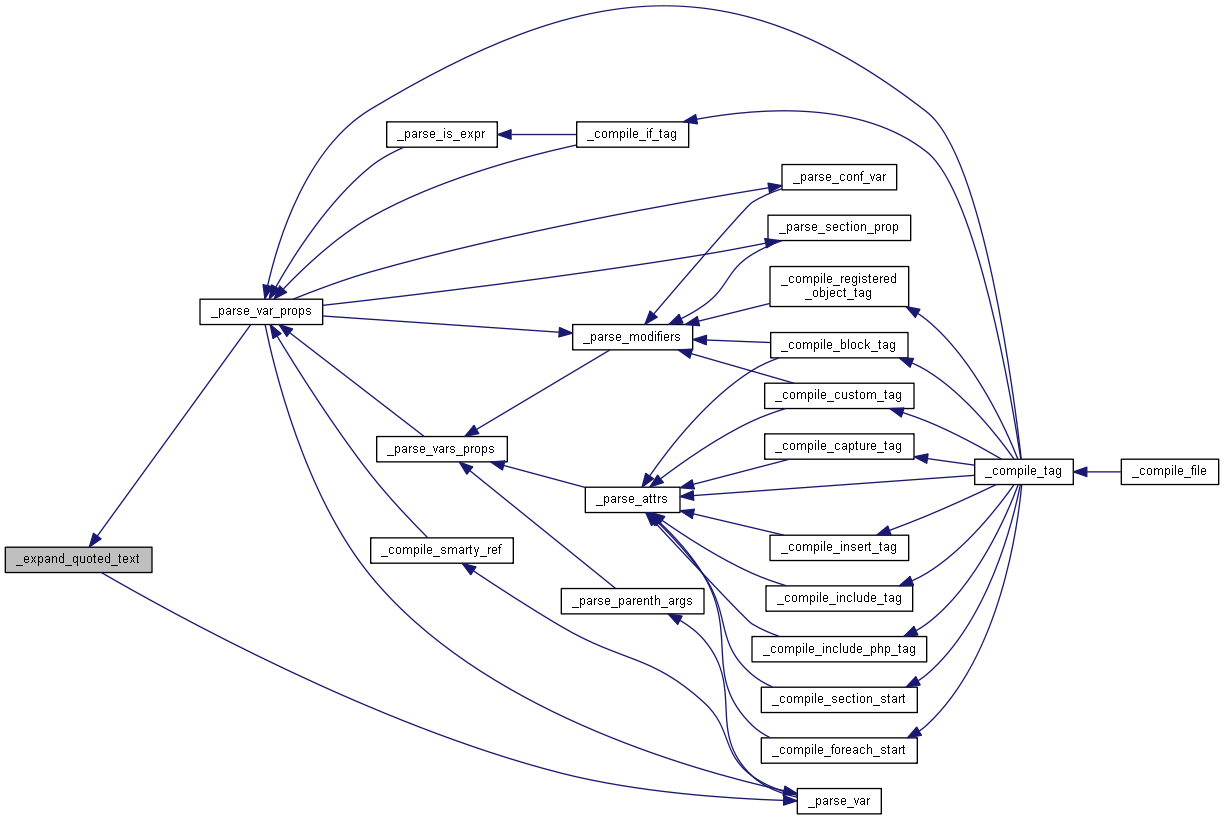 _parse_is_expr
_compile_if_tag
_parse_conf_var
_parse_section_prop
_compile_registered
_object_tag
_parse_var_props
_parse_modifiers
_compile_block_tag
_compile_custom_tag
_parse_vars_props
_compile_capture_tag
_compile_tag
_compile_file
_parse_attrs
_expand_quoted_text
_compile_smarty_ref
_compile_insert_tag
_parse_parenth_args
_compile_include_tag
_compile_include_php_tag
_compile_section_start
_compile_foreach_start
_parse_var